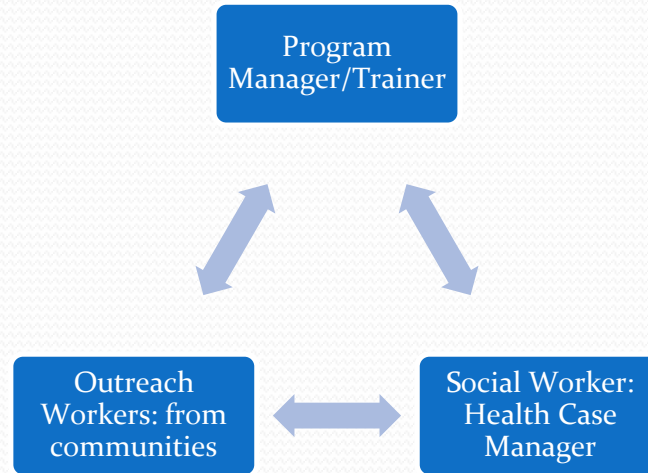 Program
Manager/Trainer
Outreach
Workers: from
communities
Social Worker:
Health Case
Manager